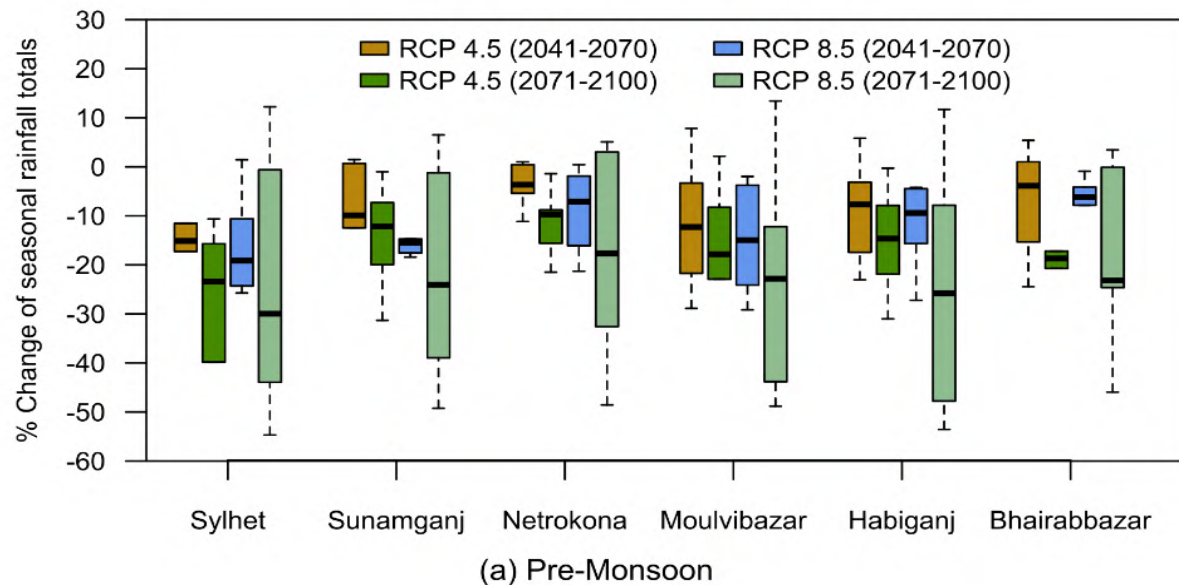 30
20
10
0
-10
-20
-30
-40
-50
-60
% Change of seasonal rainfall totals
RCP 4.5 (2041-2070) RCP 8.5 (2041-2070)
RCP 4.5 (2071-2100) RCP 8.5 (2071-2100)
Sylhet Sunamganj Netrokona Moulvibazar Habiganj Bhairabbazar
(a) Pre-Monsoon